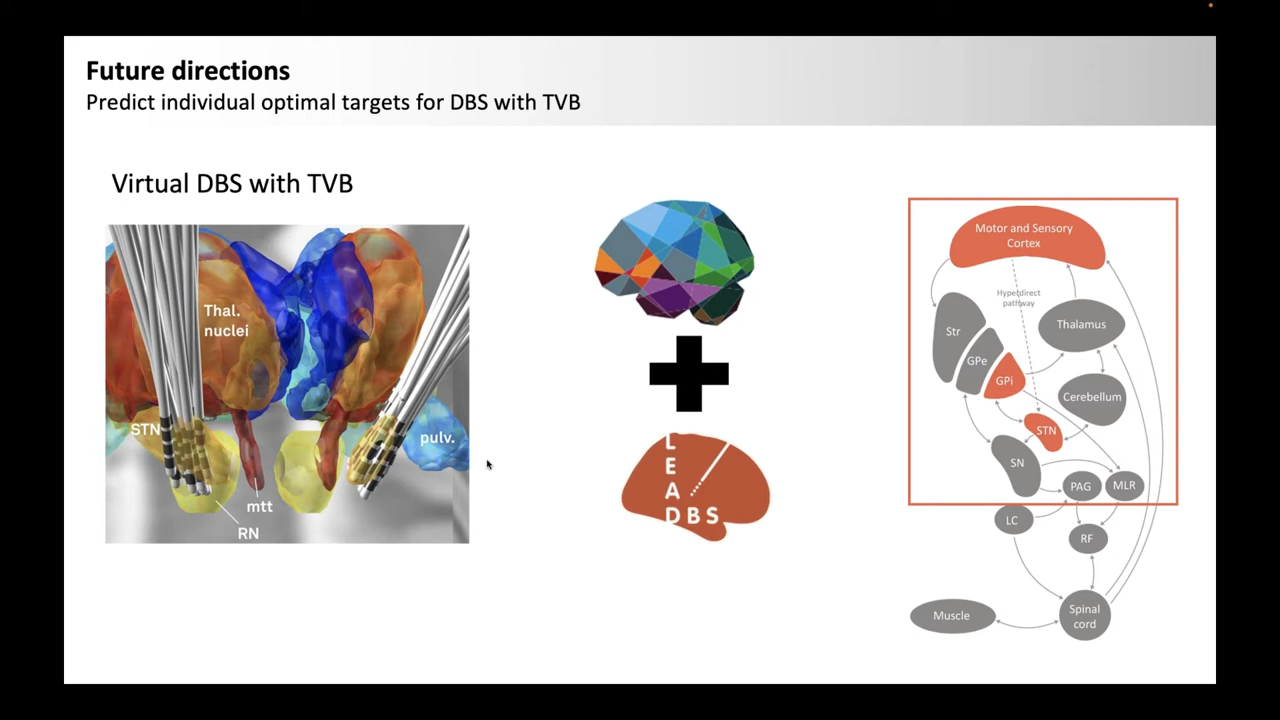 Future directions
Predict individual optimal targets for DBS with TVB
Virtual DBS with TVB
Thal.
nuclei
STN
pulv.
mtt
RN
L
E
A
DBS
Motor and Sensory
Cortex
Hyperdirect
pathway
Str
Thalamus
GPe
GPi
Cerebellum
STN
SN
PAG
MLR
LC
RF
Muscle
Spinal
cord